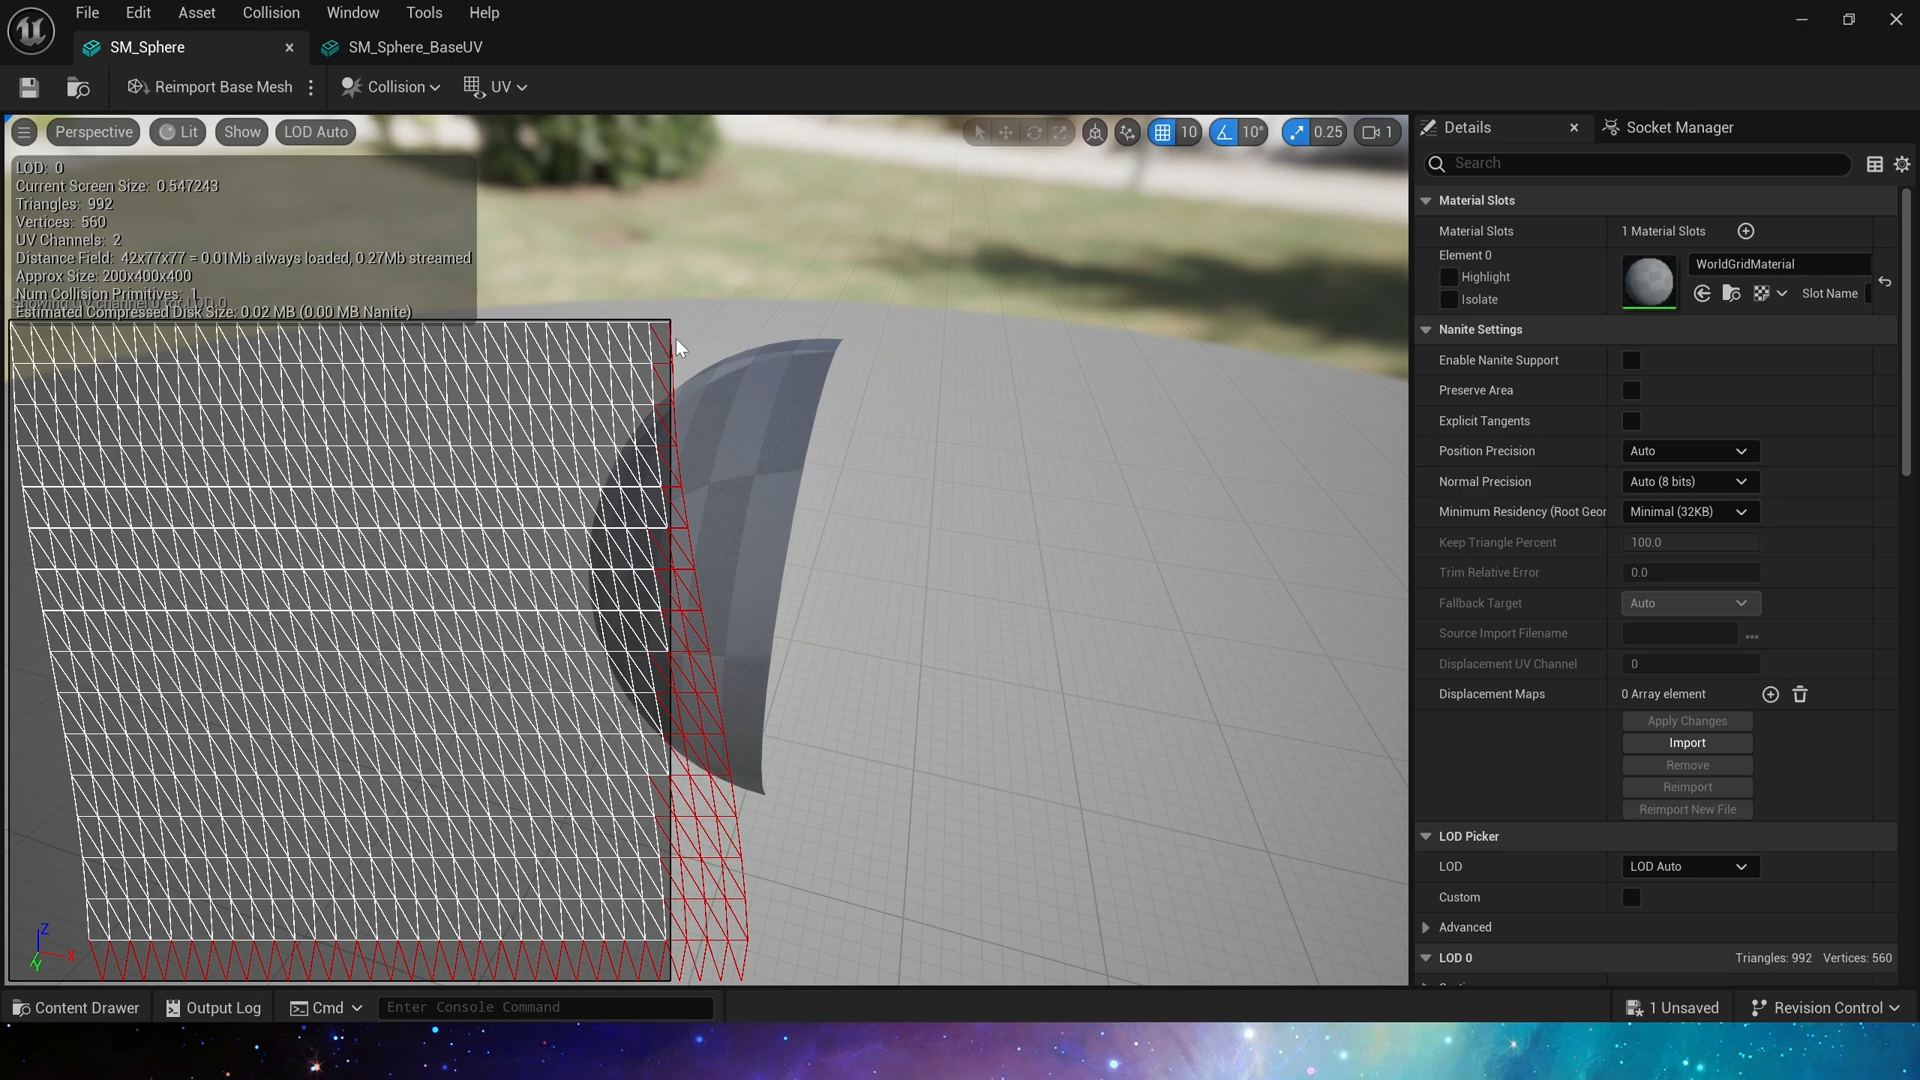 File Edit Asset Collision Window Tools Help
SM_Sphere SM_Sphere_BaseUV
Reimport Base Mesh Collision UV
Perspective Lit Show LOD Auto 10 10° 0.25 1
LOD: 0
Current Screen Size: 0.547243
Triangles: 992
Vertices: 560
UV Channels: 2
Distance Field: 42x77x77 = 0.01Mb always loaded, 0.27Mb streamed
Approx Size: 200x400x400
Num Collision Primitives: 1
Showing UV channel 0 for LOD 0
Estimated Compressed Disk Size: 0.02 MB (0.00 MB Nanite)
Z
X
Y
Details Socket Manager
Search
Material Slots
Material Slots 1 Material Slots
Element 0
Highlight
Isolate
WorldGridMaterial
Slot Name
Nanite Settings
Enable Nanite Support
Preserve Area
Explicit Tangents
Position Precision Auto
Normal Precision Auto (8 bits)
Minimum Residency (Root Geor Minimal (32KB)
Keep Triangle Percent 100.0
Trim Relative Error 0.0
Fallback Target Auto
Source Import Filename ...
Displacement UV Channel 0
Displacement Maps 0 Array element
Apply Changes
Import
Remove
Reimport
Reimport New File
LOD Picker
LOD LOD Auto
Custom
Advanced
LOD 0 Triangles: 992 Vertices: 560
Content Drawer Output Log Cmd Enter Console Command 1 Unsaved Revision Control